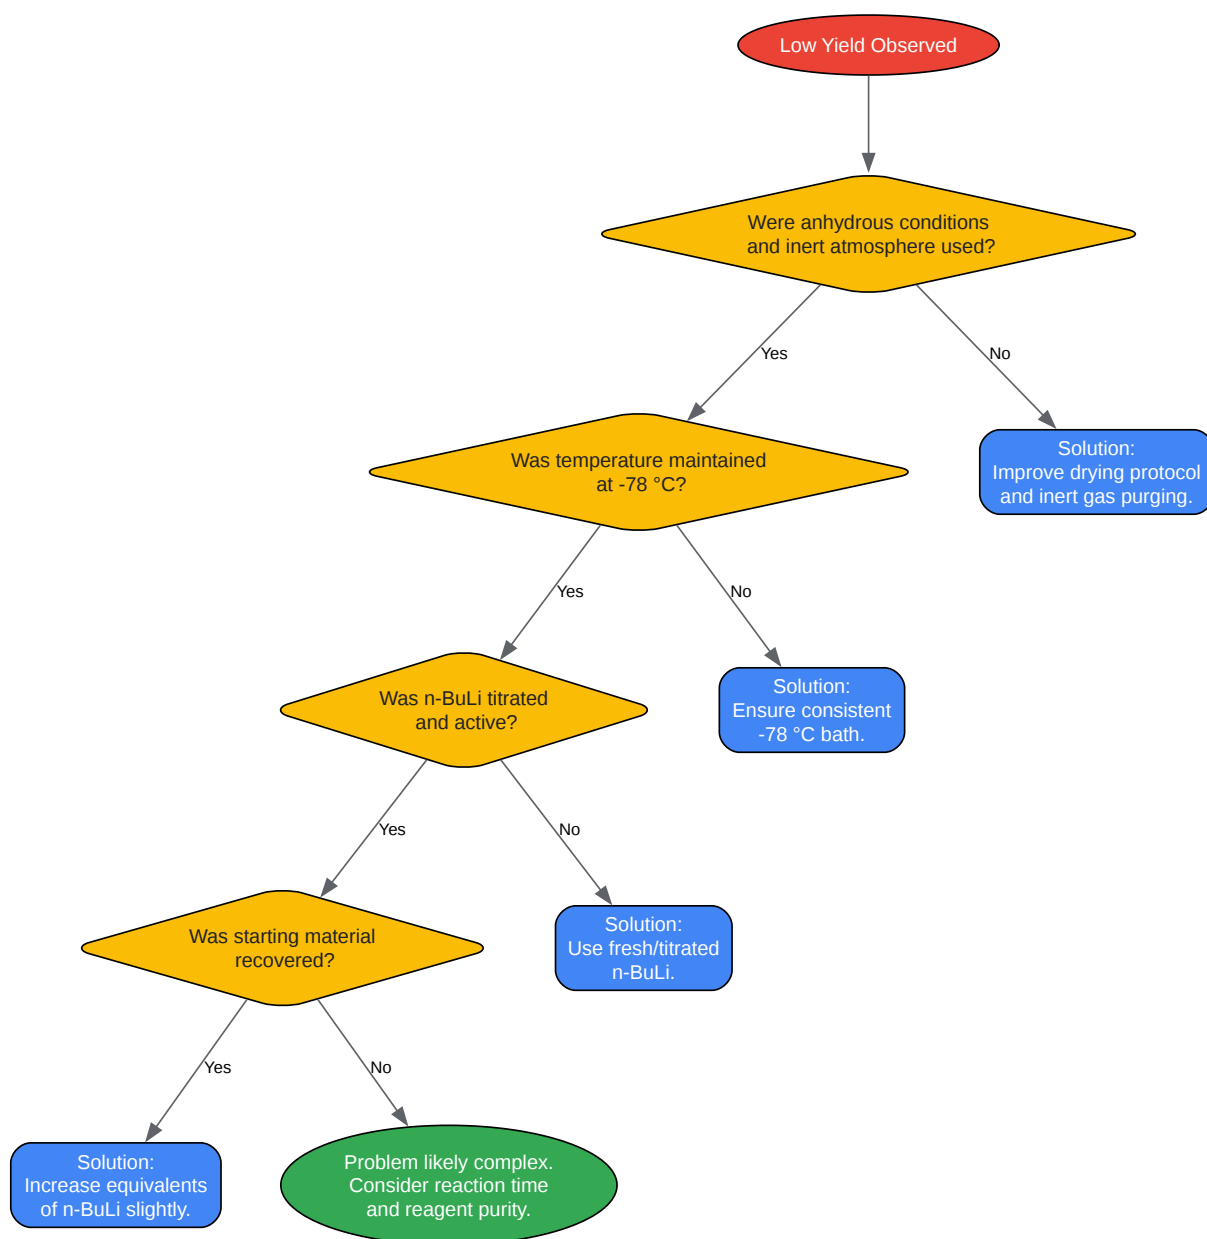 Low Yield Observed
Were anhydrous conditions
and inert atmosphere used?
Yes
No
Was temperature maintained
at -78 °C?
Solution:
Improve drying protocol
and inert gas purging.
Yes
No
Was n-BuLi titrated
and active?
Solution:
Ensure consistent
-78 °C bath.
Yes
No
Was starting material
recovered?
Solution:
Use fresh/titrated
n-BuLi.
Yes
No
Solution:
Increase equivalents
of n-BuLi slightly.
Problem likely complex.
Consider reaction time
and reagent purity.